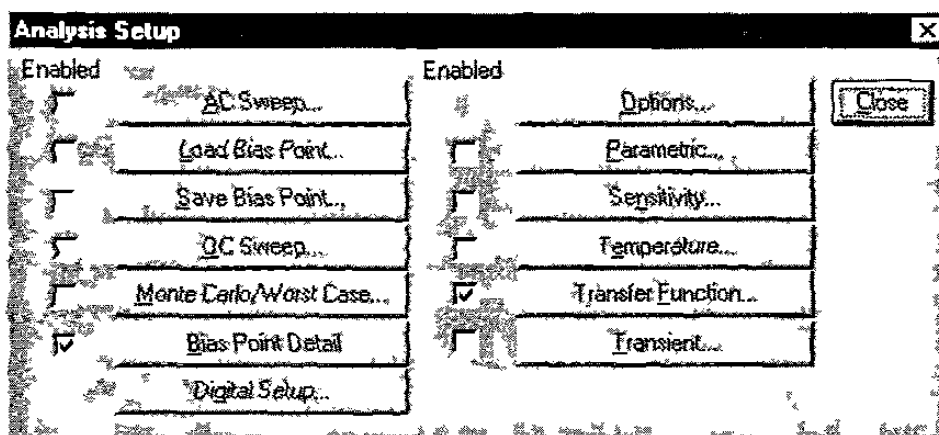 Analysis Setup
Enabled
AC Sweep...
Load Bias Point...
Save Bias Point...
DC Sweep...
Monte Carlo/Worst Case...
Bias Point Detail
Digital Setup...
Enabled
Options...
Parametric...
Sensitivity...
Temperature...
Transfer Function...
Transient...
Close